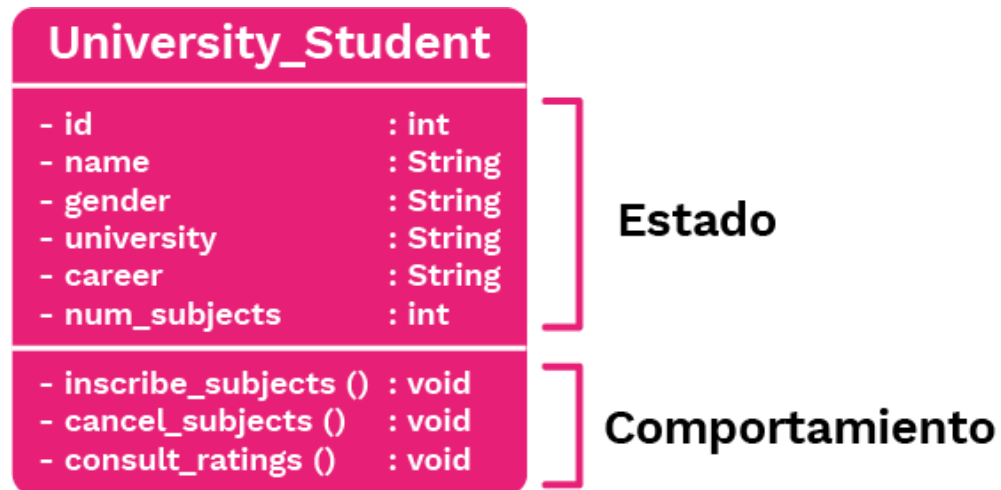 University_Student
- id : int
- name : String
- gender : String
- university : String
- career : String
- num_subjects : int
Estado
- inscribe_subjects () : void
- cancel_subjects () : void
- consult_ratings () : void
Comportamiento